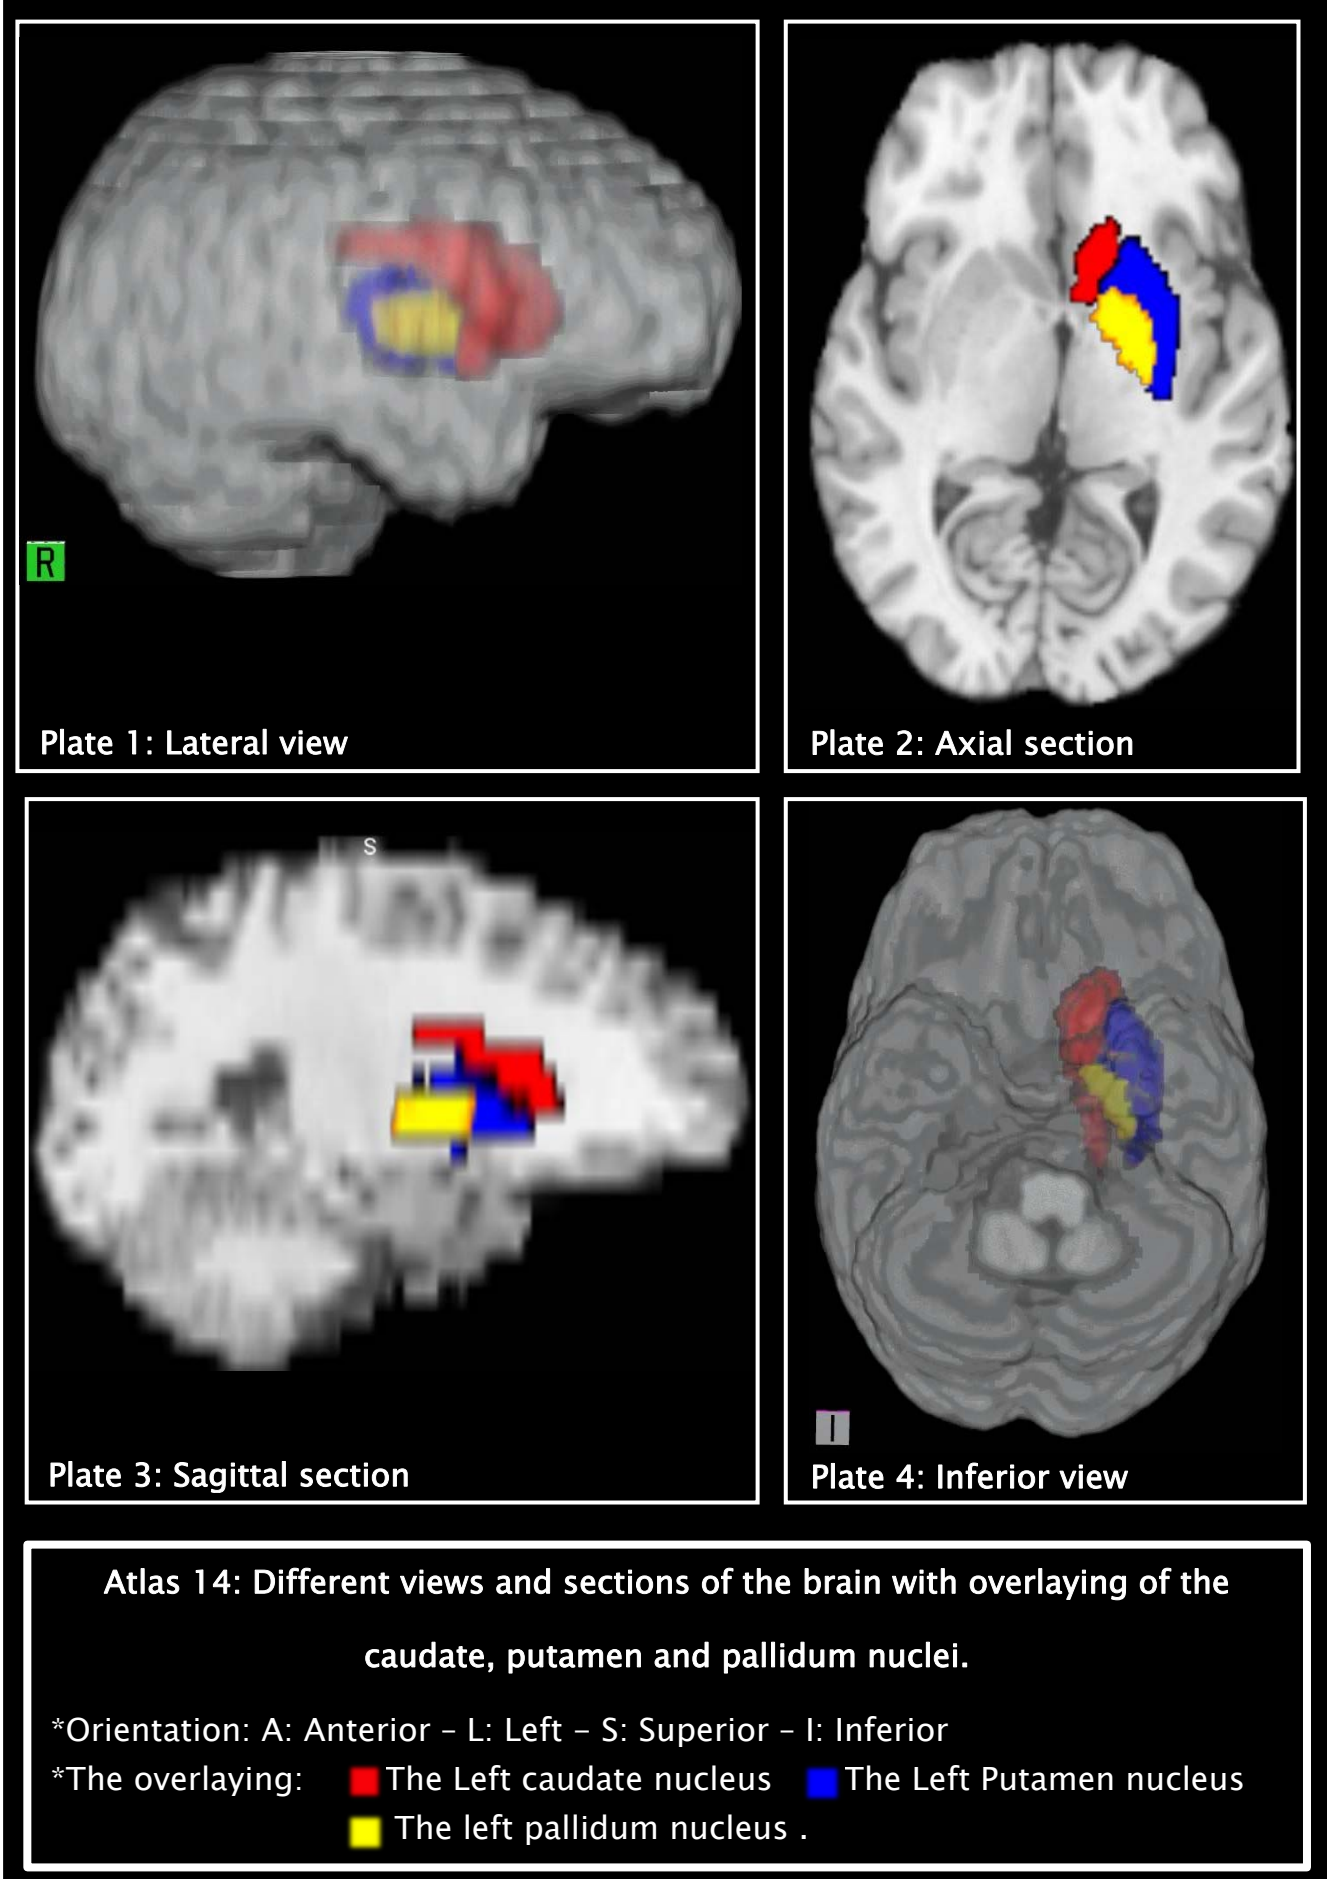 R
Plate 1: Lateral view
Plate 2: Axial section
S
Plate 3: Sagittal section
I
Plate 4: Inferior view
Atlas 14: Different views and sections of the brain with overlaying of the
caudate, putamen and pallidum nuclei.
*Orientation: A: Anterior – L: Left – S: Superior – I: Inferior
*The overlaying: The Left caudate nucleus The Left Putamen nucleus
The left pallidum nucleus .